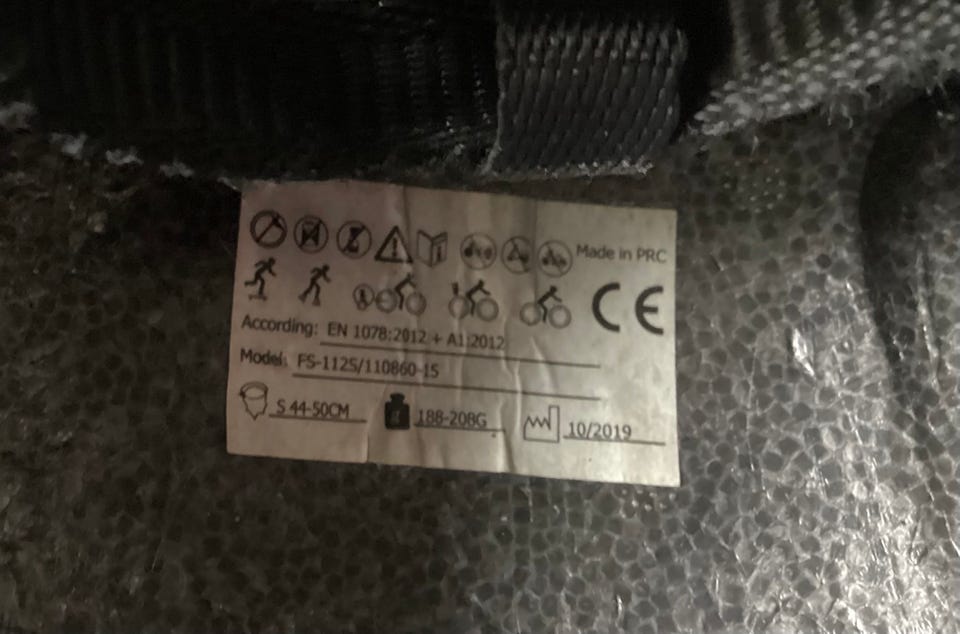 Made in PRC
CE
According: EN 1078:2012 + A1:2012
Model: FS-112S/110860-15
S 44-50CM 188-208G 10/2019